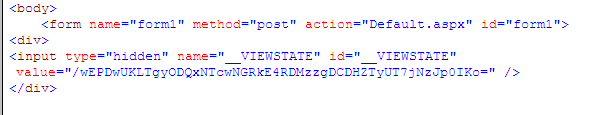 <body>
<form name="form1" method="post" action="Default.aspx" id="form1">
<div>
<input type="hidden" name="__VIEWSTATE" id="__VIEWSTATE"
value="/wEPDwUKLTgyODQxNTcwNGRkE4RDMzzgDCDHZTyUT7jNzJp0IKo=" />
</div>